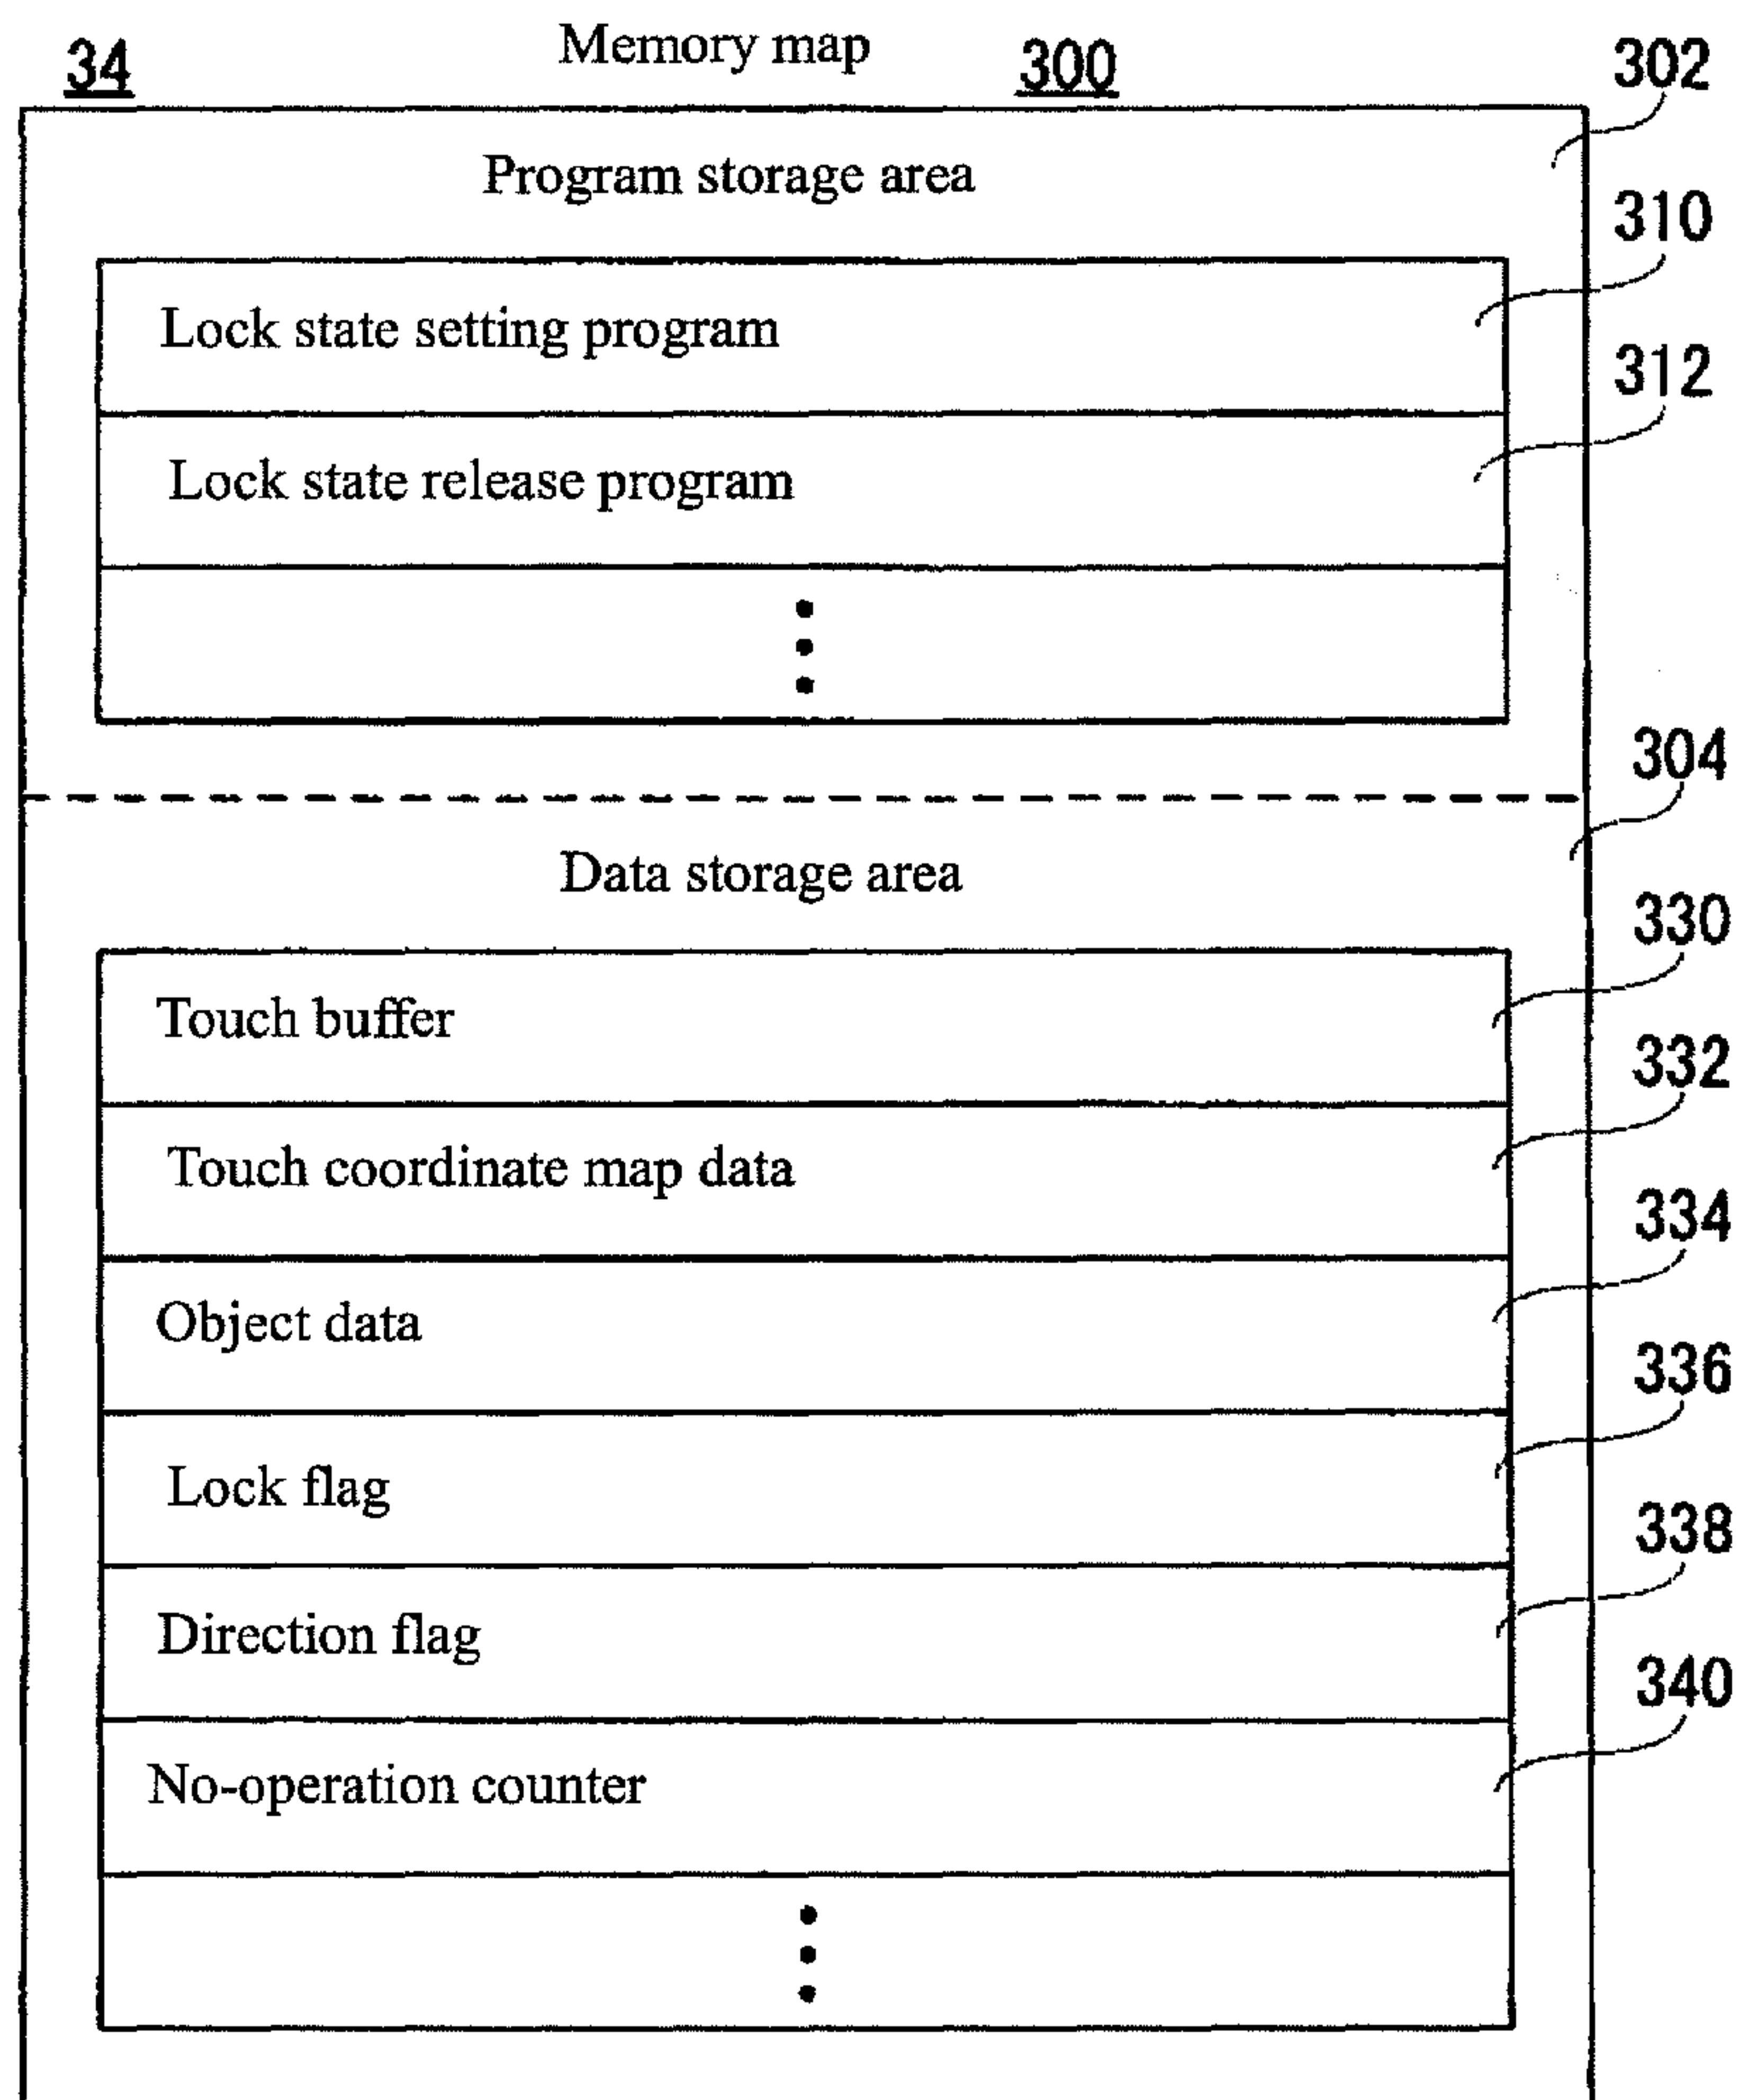 34 Memory map 300
302
Program storage area
310
Lock state setting program
312
Lock state release program
304
Data storage area
330
Touch buffer
332
Touch coordinate map data
334
Object data
336
Lock flag
338
Direction flag
340
No-operation counter